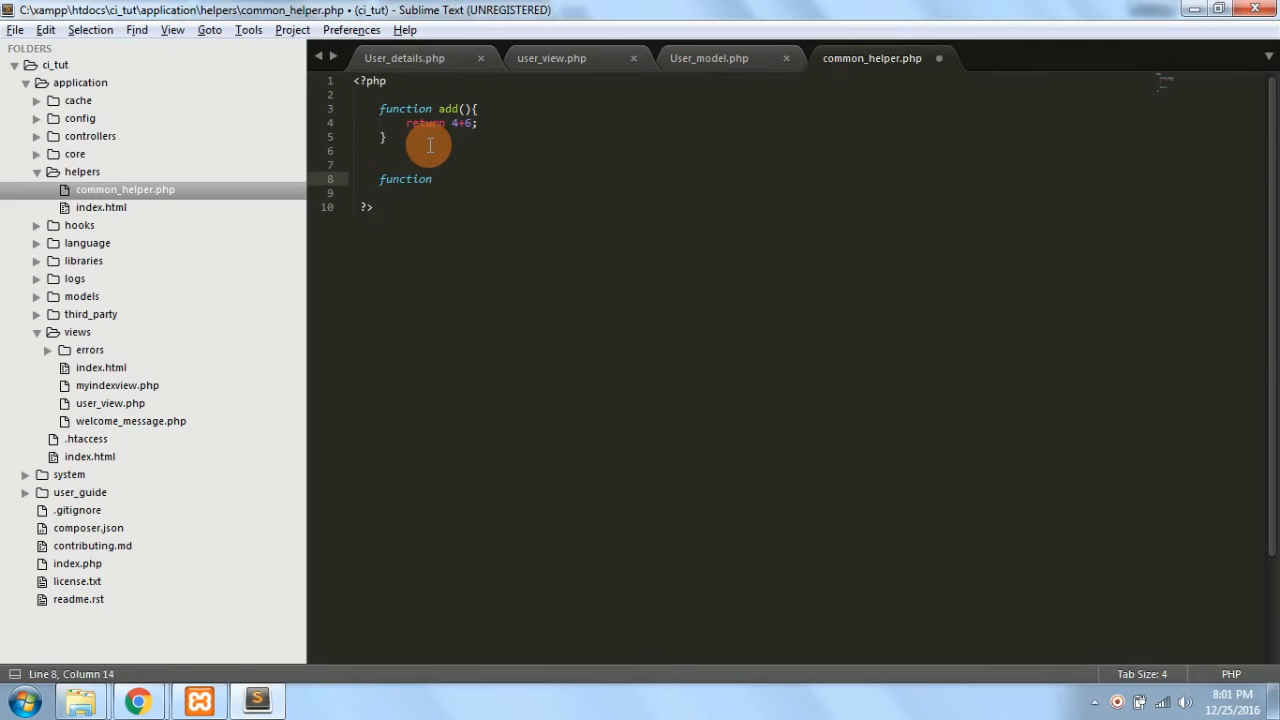 C:\xampp\htdocs\ci_tut\application\helpers\common_helper.php • (ci_tut) - Sublime Text (UNREGISTERED)
File Edit Selection Find View Goto Tools Project Preferences Help
FOLDERS
ci_tut
application
cache
config
controllers
core
helpers
common_helper.php
index.html
hooks
language
libraries
logs
models
third_party
views
errors
index.html
myindexview.php
user_view.php
welcome_message.php
.htaccess
index.html
system
user_guide
.gitignore
composer.json
contributing.md
index.php
license.txt
readme.rst
User_details.php user_view.php User_model.php common_helper.php
1 <?php
2
3 function add(){
4 return 4+6;
5 }
6
7
8 function
9
10 ?>
Line 8, Column 14 Tab Size: 4 PHP
8:01 PM
12/25/2016